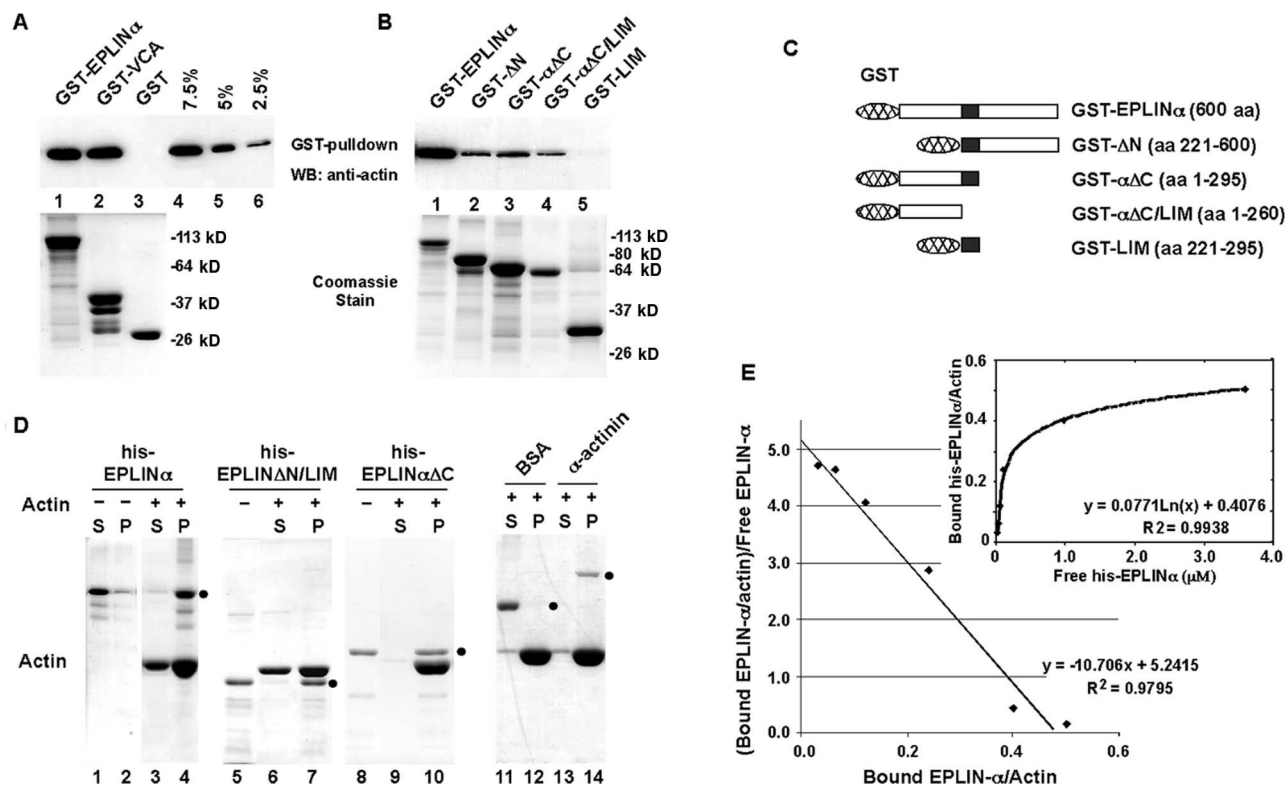 A
GST-EPLINα
GST-VCA
GST
7.5%
5%
2.5%
GST-pulldown
WB: anti-actin
1 2 3 4 5 6
-113 kD
-64 kD
-37 kD
-26 kD
Coomassie
Stain
B
GST-EPLINα
GST-ΔN
GST-αΔC
GST-αΔC/LIM
GST-LIM
1 2 3 4 5
-113 kD
-80 kD
-64 kD
-37 kD
-26 kD
C
GST
GST-EPLINα (600 aa)
GST-ΔN (aa 221-600)
GST-αΔC (aa 1-295)
GST-αΔC/LIM (aa 1-260)
GST-LIM (aa 221-295)
D
his-
EPLINα
his-
EPLINΔN/LIM
his-
EPLINαΔC
BSA
α-actinin
Actin – – + + – + + – + + + + + +
S P S P S P S P S P S P
Actin
1 2 3 4 5 6 7 8 9 10 11 12 13 14
E
(Bound EPLIN-α/actin)/Free EPLIN-α
5.0
4.0
3.0
2.0
1.0
0.0
0.0 0.2 0.4 0.6
Bound EPLIN-α/Actin
y = -10.706x + 5.2415
R² = 0.9795
Bound his-EPLINα/Actin
0.6
0.4
0.2
0
0 1.0 2.0 3.0 4.0
Free his-EPLINα (μM)
y = 0.0771Ln(x) + 0.4076
R2 = 0.9938